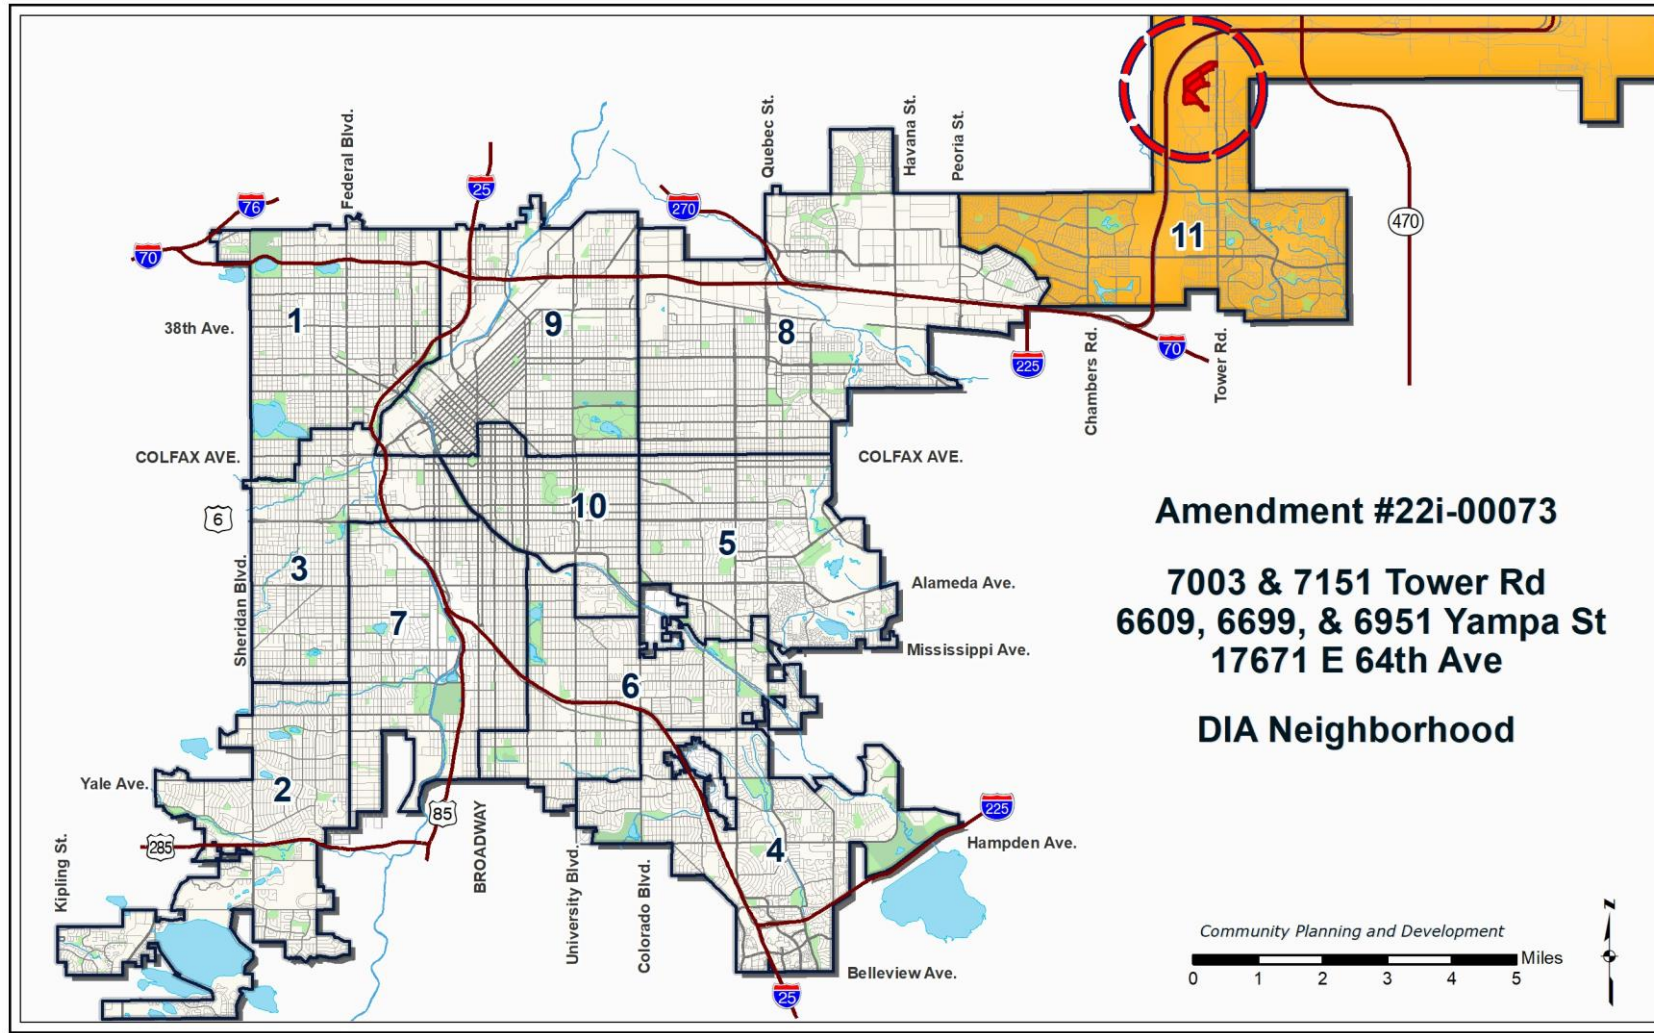 Federal Blvd.
Quebec St.
Havana St.
Peoria St.
76
25
270
70
470
11
1
9
8
38th Ave.
225
Chambers Rd.
70
Tower Rd.
COLFAX AVE.
COLFAX AVE.
6
10
5
3
Sheridan Blvd.
7
Alameda Ave.
Mississippi Ave.
6
Amendment #22i-00073
7003 & 7151 Tower Rd
6609, 6699, & 6951 Yampa St
17671 E 64th Ave
DIA Neighborhood
Yale Ave.
2
85
BROADWAY
225
285
4
Hampden Ave.
Kipling St.
University Blvd.
Colorado Blvd.
Belleview Ave.
25
Community Planning and Development
Miles
0 1 2 3 4 5
N